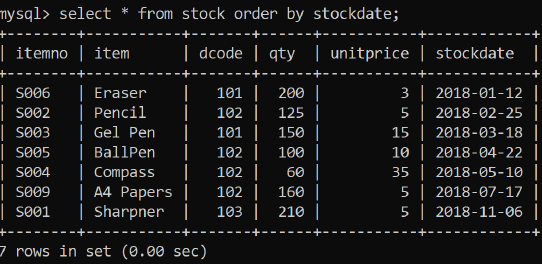 mysql> select * from stock order by stockdate;
+--------+-----------+-------+------+-----------+------------+
| itemno | item      | dcode | qty  | unitprice | stockdate  |
+--------+-----------+-------+------+-----------+------------+
| S006   | Eraser    |   101 |  200 |         3 | 2018-01-12 |
| S002   | Pencil    |   102 |  125 |         5 | 2018-02-25 |
| S003   | Gel Pen   |   101 |  150 |        15 | 2018-03-18 |
| S005   | BallPen   |   102 |  100 |        10 | 2018-04-22 |
| S004   | Compass   |   102 |   60 |        35 | 2018-05-10 |
| S009   | A4 Papers |   102 |  160 |         5 | 2018-07-17 |
| S001   | Sharpner  |   103 |  210 |         5 | 2018-11-06 |
+--------+-----------+-------+------+-----------+------------+
7 rows in set (0.00 sec)